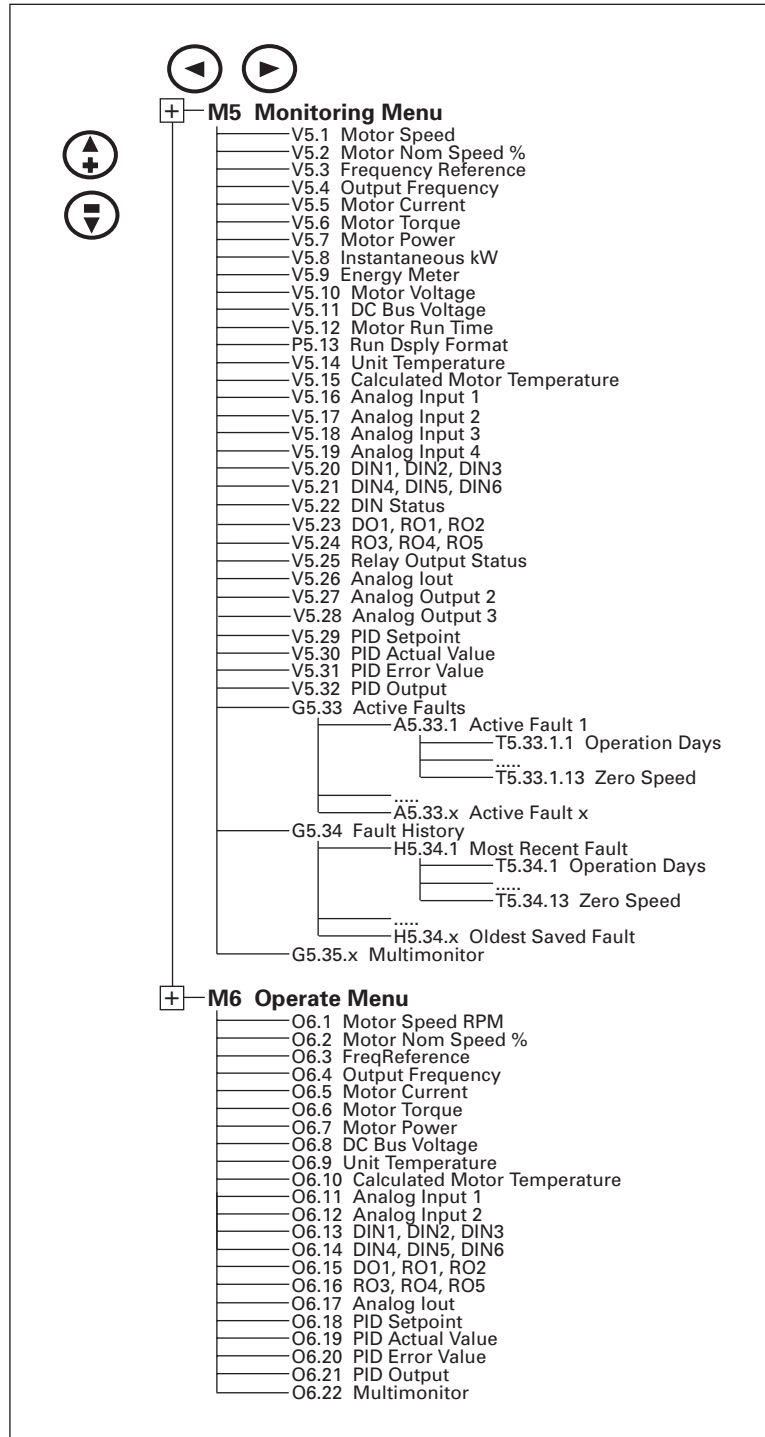 M5 Monitoring Menu
V5.1 Motor Speed
V5.2 Motor Nom Speed %
V5.3 Frequency Reference
V5.4 Output Frequency
V5.5 Motor Current
V5.6 Motor Torque
V5.7 Motor Power
V5.8 Instantaneous kW
V5.9 Energy Meter
V5.10 Motor Voltage
V5.11 DC Bus Voltage
V5.12 Motor Run Time
P5.13 Run Dsply Format
V5.14 Unit Temperature
V5.15 Calculated Motor Temperature
V5.16 Analog Input 1
V5.17 Analog Input 2
V5.18 Analog Input 3
V5.19 Analog Input 4
V5.20 DIN1, DIN2, DIN3
V5.21 DIN4, DIN5, DIN6
V5.22 DIN Status
V5.23 DO1, RO1, RO2
V5.24 RO3, RO4, RO5
V5.25 Relay Output Status
V5.26 Analog Iout
V5.27 Analog Output 2
V5.28 Analog Output 3
V5.29 PID Setpoint
V5.30 PID Actual Value
V5.31 PID Error Value
V5.32 PID Output
G5.33 Active Faults
A5.33.1 Active Fault 1
T5.33.1.1 Operation Days
.....
T5.33.1.13 Zero Speed
.....
A5.33.x Active Fault x
G5.34 Fault History
H5.34.1 Most Recent Fault
T5.34.1 Operation Days
.....
T5.34.13 Zero Speed
.....
H5.34.x Oldest Saved Fault
G5.35.x Multimonitor
M6 Operate Menu
O6.1 Motor Speed RPM
O6.2 Motor Nom Speed %
O6.3 FreqReference
O6.4 Output Frequency
O6.5 Motor Current
O6.6 Motor Torque
O6.7 Motor Power
O6.8 DC Bus Voltage
O6.9 Unit Temperature
O6.10 Calculated Motor Temperature
O6.11 Analog Input 1
O6.12 Analog Input 2
O6.13 DIN1, DIN2, DIN3
O6.14 DIN4, DIN5, DIN6
O6.15 DO1, RO1, RO2
O6.16 RO3, RO4, RO5
O6.17 Analog Iout
O6.18 PID Setpoint
O6.19 PID Actual Value
O6.20 PID Error Value
O6.21 PID Output
O6.22 Multimonitor